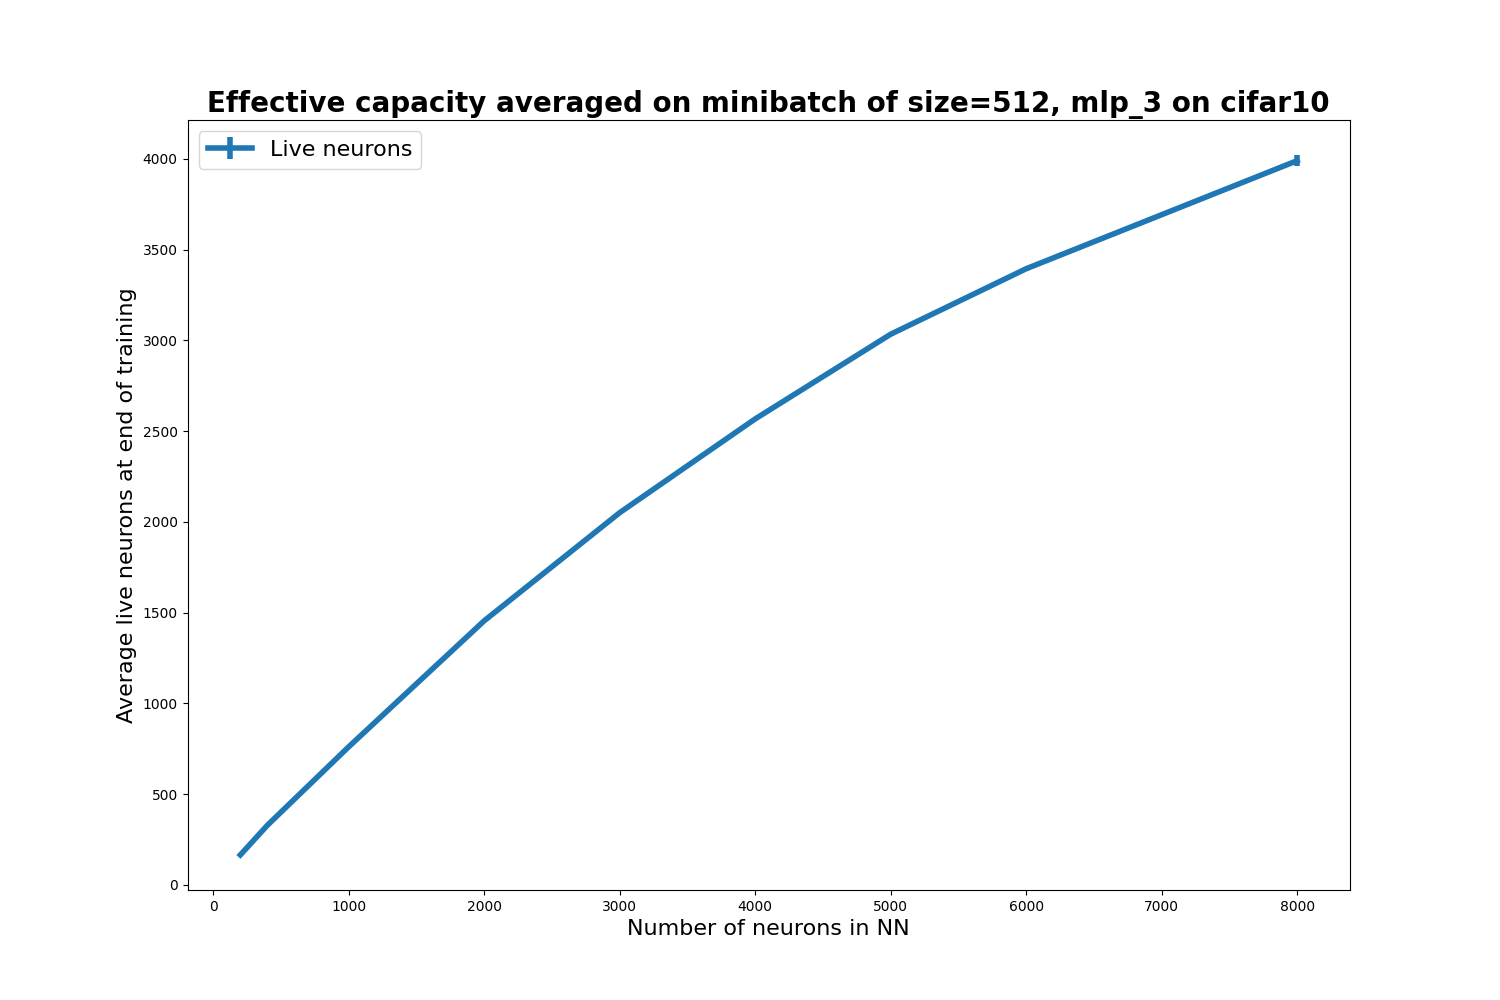 Effective capacity averaged on minibatch of size=512, mlp_3 on cifar10
Live neurons
Average live neurons at end of training
4000
3500
3000
2500
2000
1500
1000
500
0
0 1000 2000 3000 4000 5000 6000 7000 8000
Number of neurons in NN